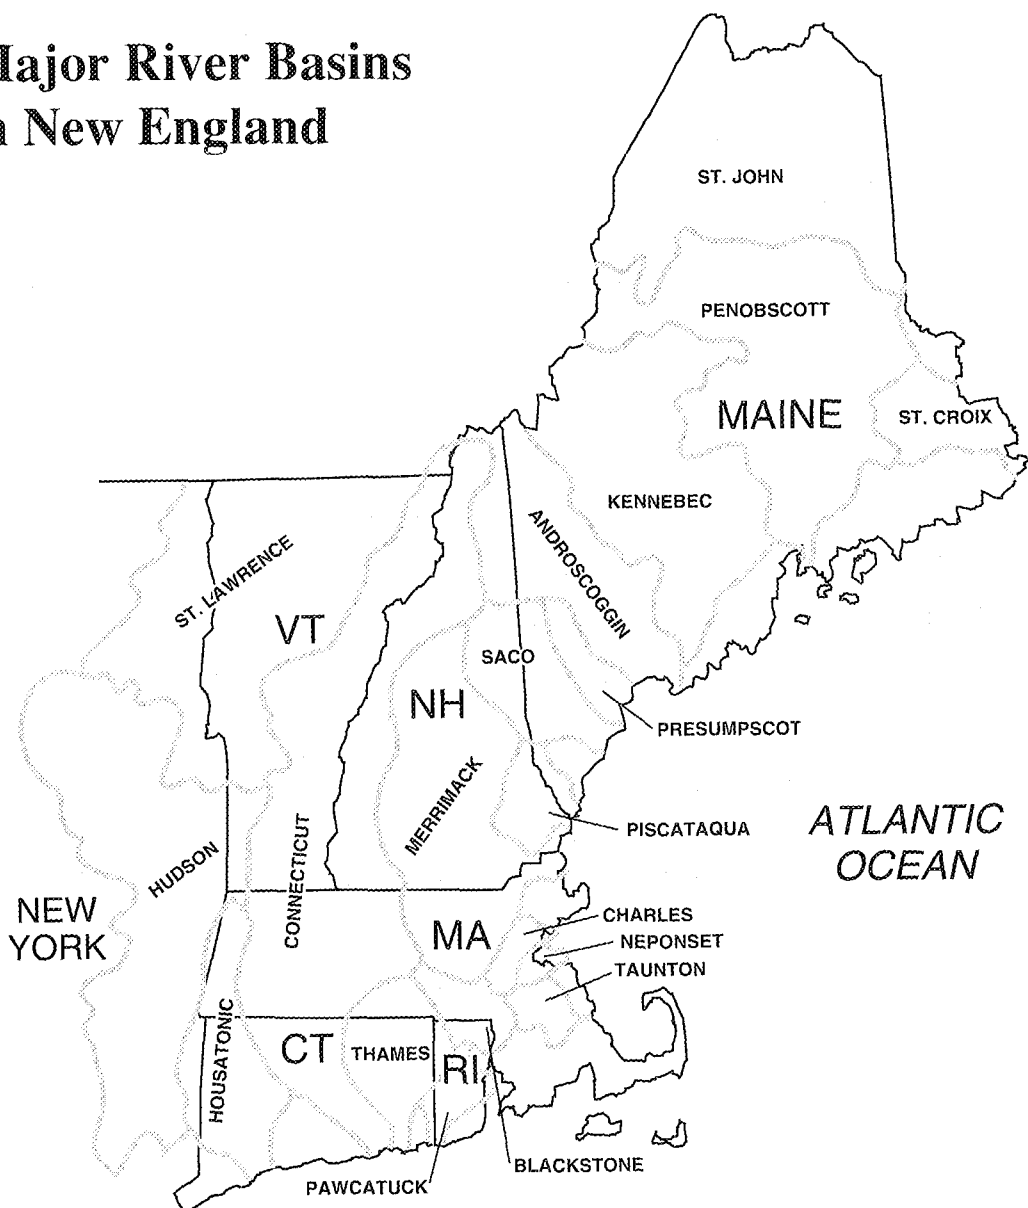 Major River Basins
n New England
ST. JOHN
PENOBSCOTT
MAINE
ST. CROIX
KENNEBEC
ANDROSCOGGIN
ST. LAWRENCE
VT
SACO
NH
PRESUMPSCOT
MERRIMACK
PISCATAQUA
ATLANTIC
OCEAN
CONNECTICUT
HUDSON
NEW
YORK
MA
CHARLES
NEPONSET
TAUNTON
HOUSATONIC
CT
THAMES
RI
BLACKSTONE
PAWCATUCK